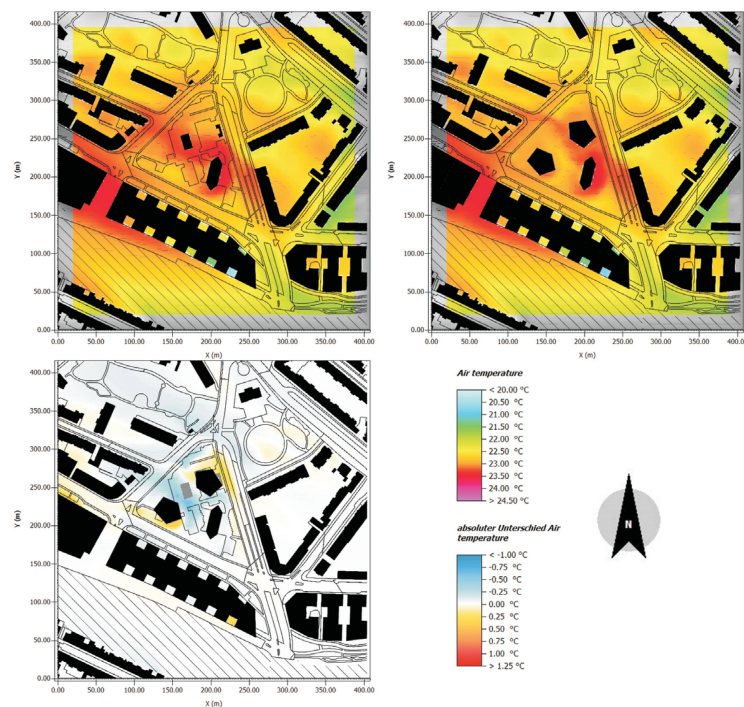 400.00
350.00
300.00
250.00
200.00
150.00
100.00
50.00
0.00
Y (m)
0.00 50.00 100.00 150.00 200.00 250.00 300.00 350.00 400.00
X (m)
400.00
350.00
300.00
250.00
200.00
150.00
100.00
50.00
0.00
Y (m)
0.00 50.00 100.00 150.00 200.00 250.00 300.00 350.00 400.00
X (m)
400.00
350.00
300.00
250.00
200.00
150.00
100.00
50.00
0.00
Y (m)
0.00 50.00 100.00 150.00 200.00 250.00 300.00 350.00 400.00
X (m)
Air temperature
< 20.00 °C
20.50 °C
21.00 °C
21.50 °C
22.00 °C
22.50 °C
23.00 °C
23.50 °C
24.00 °C
> 24.50 °C
absoluter Unterschied Air
temperature
< -1.00 °C
-0.75 °C
-0.50 °C
-0.25 °C
0.00 °C
0.25 °C
0.50 °C
0.75 °C
1.00 °C
> 1.25 °C
N